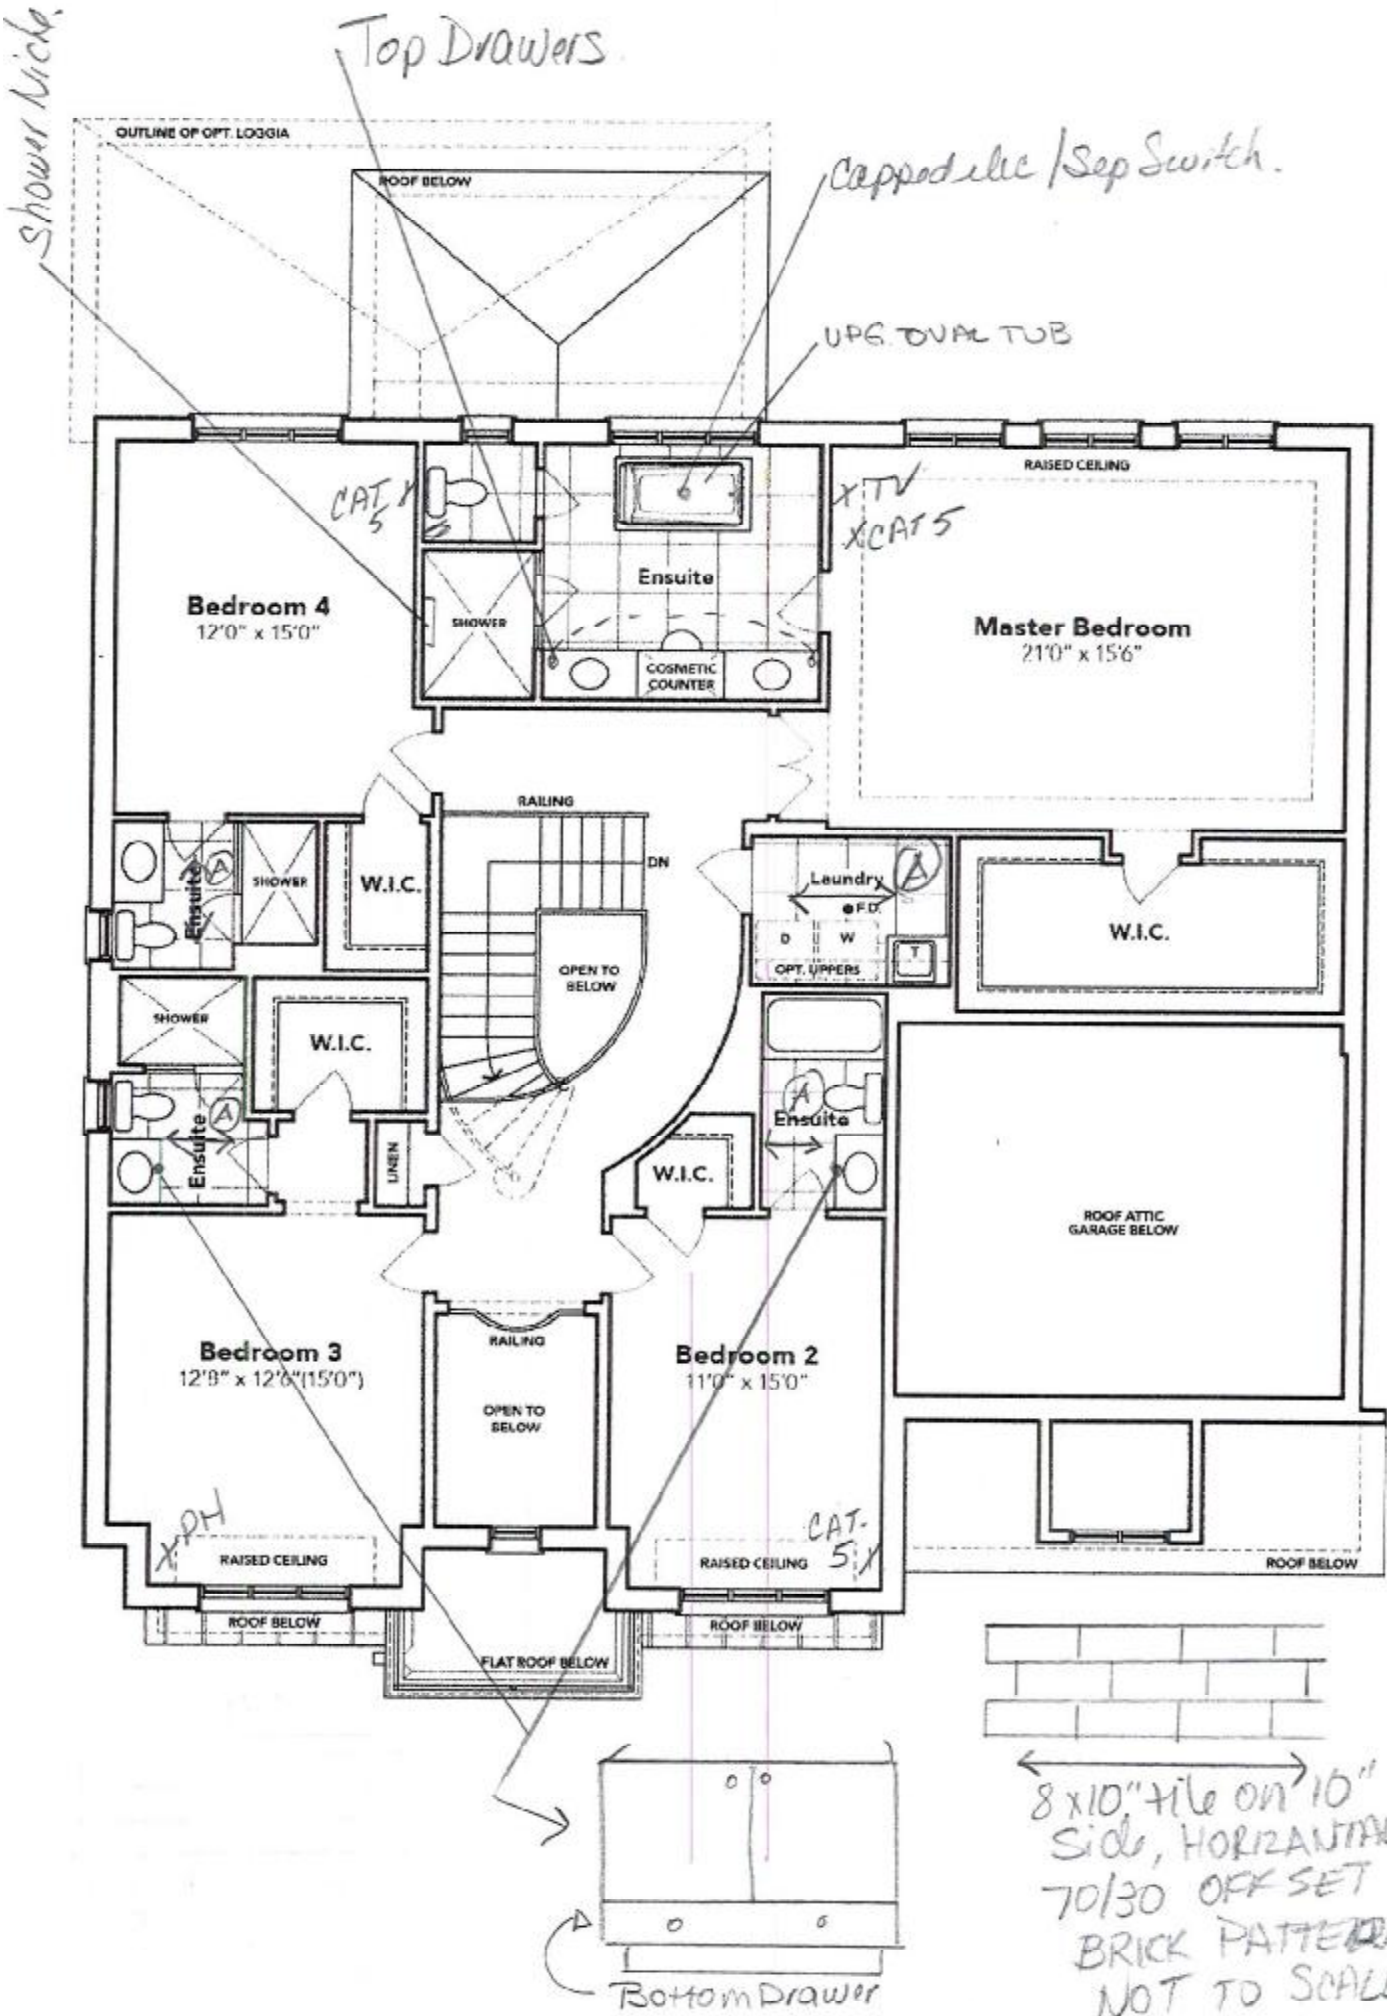 Shower Niche.
Top Drawers
OUTLINE OF OPT. LOGGIA
Capped elec / Sep Switch.
ROOF BELOW
UPG. OVAL TUB
RAISED CEILING
CAT 5 X
X TV
X CAT 5
Ensuite
Bedroom 4
12'0" x 15'0"
SHOWER
Master Bedroom
21'0" x 15'6"
COSMETIC
COUNTER
RAILING
DN
Ensuite
A
SHOWER
W.I.C.
Laundry
A
F.D.
D
W
T
OPT. UPPERS
W.I.C.
OPEN TO
BELOW
SHOWER
W.I.C.
Ensuite
A
LINEN
A
Ensuite
W.I.C.
ROOF ATTIC
GARAGE BELOW
Bedroom 3
12'8" x 12'6"(15'0")
RAILING
Bedroom 2
11'0" x 15'0"
OPEN TO
BELOW
X PH
RAISED CEILING
CAT-
5 X
RAISED CEILING
ROOF BELOW
ROOF BELOW
ROOF BELOW
FLAT ROOF BELOW
8 x10" tile on 10"
Side, HORIZANTAL
70/30 OFFSET
BRICK PATTERN
NOT TO SCALE
Bottom Drawer